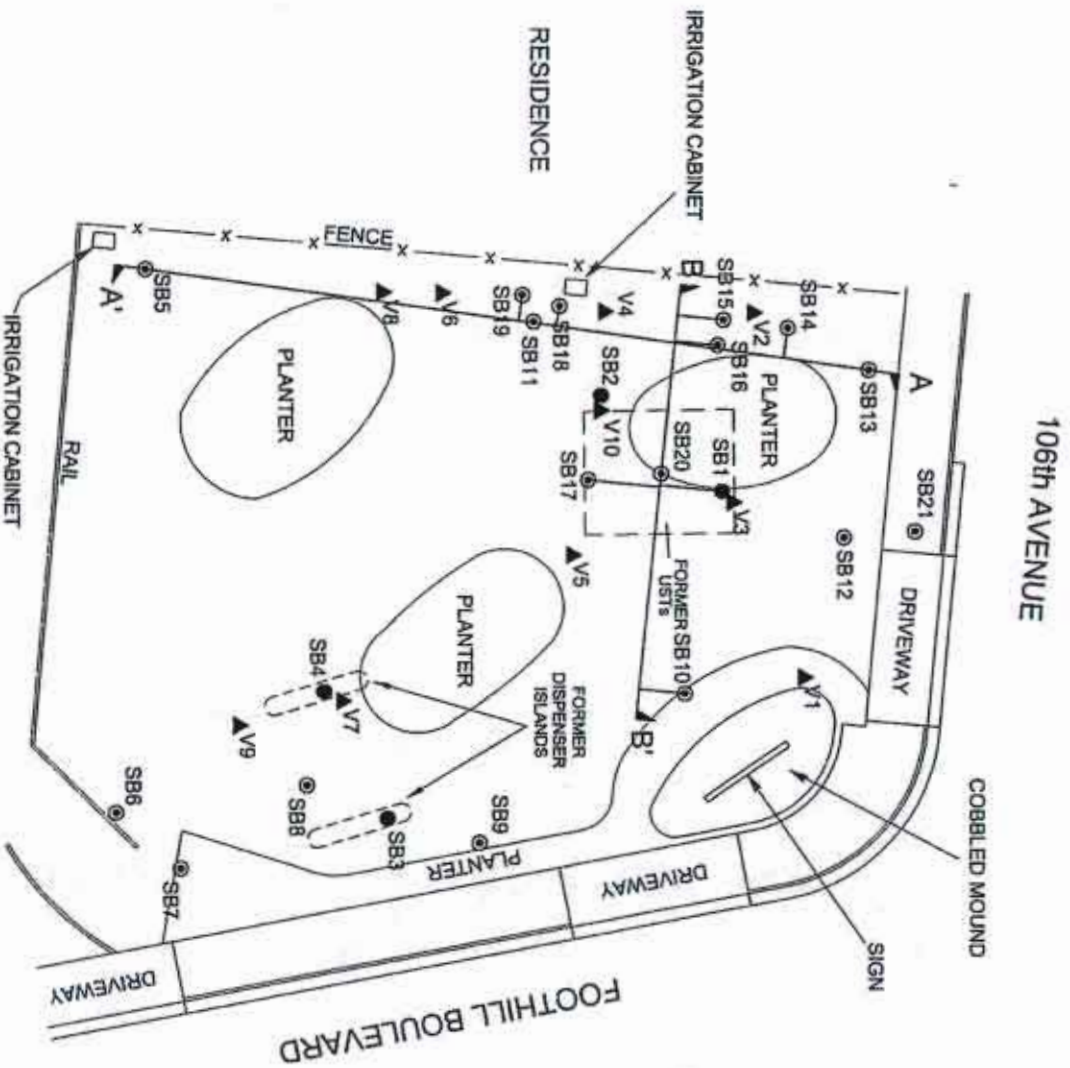 106th AVENUE
IRRIGATION CABINET
RESIDENCE
A
SB13
SB21
DRIVEWAY
SB12
SB14
V2
PLANTER
B
SB15
SB16
SB1
V3
SB20
FORMER
USTs
SB10
V1
COBBLED MOUND
SIGN
B'
V4
SB2
V10
SB17
V5
SB18
SB11
SB19
FENCE
x
x
x
x
x
x
x
x
x
V6
V8
PLANTER
PLANTER
FORMER
DISPENSER
ISLANDS
SB4
V7
V9
SB8
SB3
SB9
PLANTER
DRIVEWAY
FOOTHILL BOULEVARD
A'
SB5
RAIL
IRRIGATION CABINET
SB6
SB7
DRIVEWAY